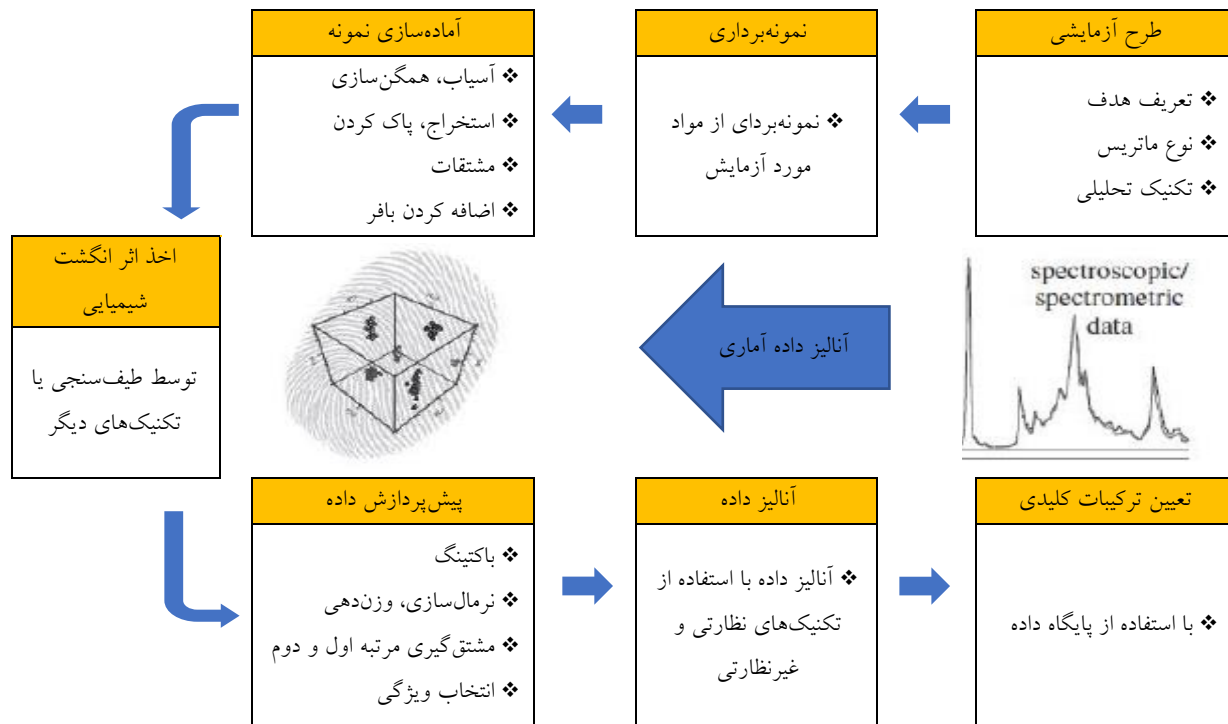 طرح آزمایشی
❖ تعریف هدف
❖ نوع ماتریس
❖ تکنیک تحلیلی
نمونه‌برداری
❖ نمونه‌بردای از مواد
مورد آزمایش
آماده‌سازی نمونه
❖ آسیاب، همگن‌سازی
❖ استخراج، پاک کردن
❖ مشتقات
❖ اضافه کردن بافر
اخذ اثر انگشت
شیمیایی
توسط طیف‌سنجی یا
تکنیک‌های دیگر
spectroscopic/
spectrometric
data
آنالیز داده آماری
پیش‌پردازش داده
❖ باکتینگ
❖ نرمال‌سازی، وزن‌دهی
❖ مشتق‌گیری مرتبه اول و دوم
❖ انتخاب ویژگی
آنالیز داده
❖ آنالیز داده با استفاده از
تکنیک‌های نظارتی و
غیرنظارتی
تعیین ترکیبات کلیدی
❖ با استفاده از پایگاه داده